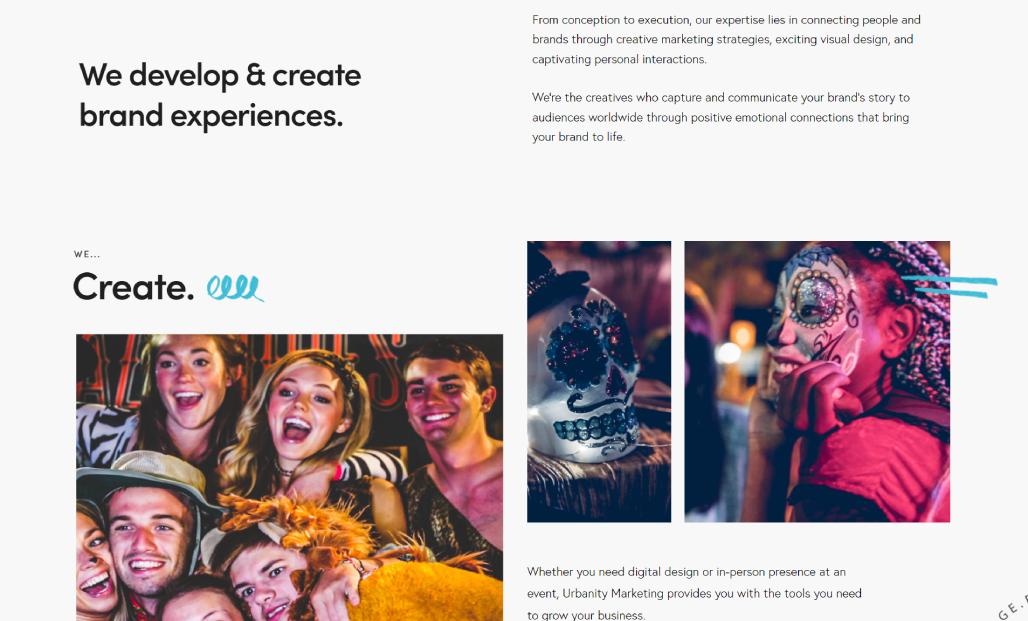 We develop & create
brand experiences.
From conception to execution, our expertise lies in connecting people and
brands through creative marketing strategies, exciting visual design, and
captivating personal interactions.
We're the creatives who capture and communicate your brand's story to
audiences worldwide through positive emotional connections that bring
your brand to life.
WE...
Create.
Whether you need digital design or in-person presence at an
event, Urbanity Marketing provides you with the tools you need
to grow your business.